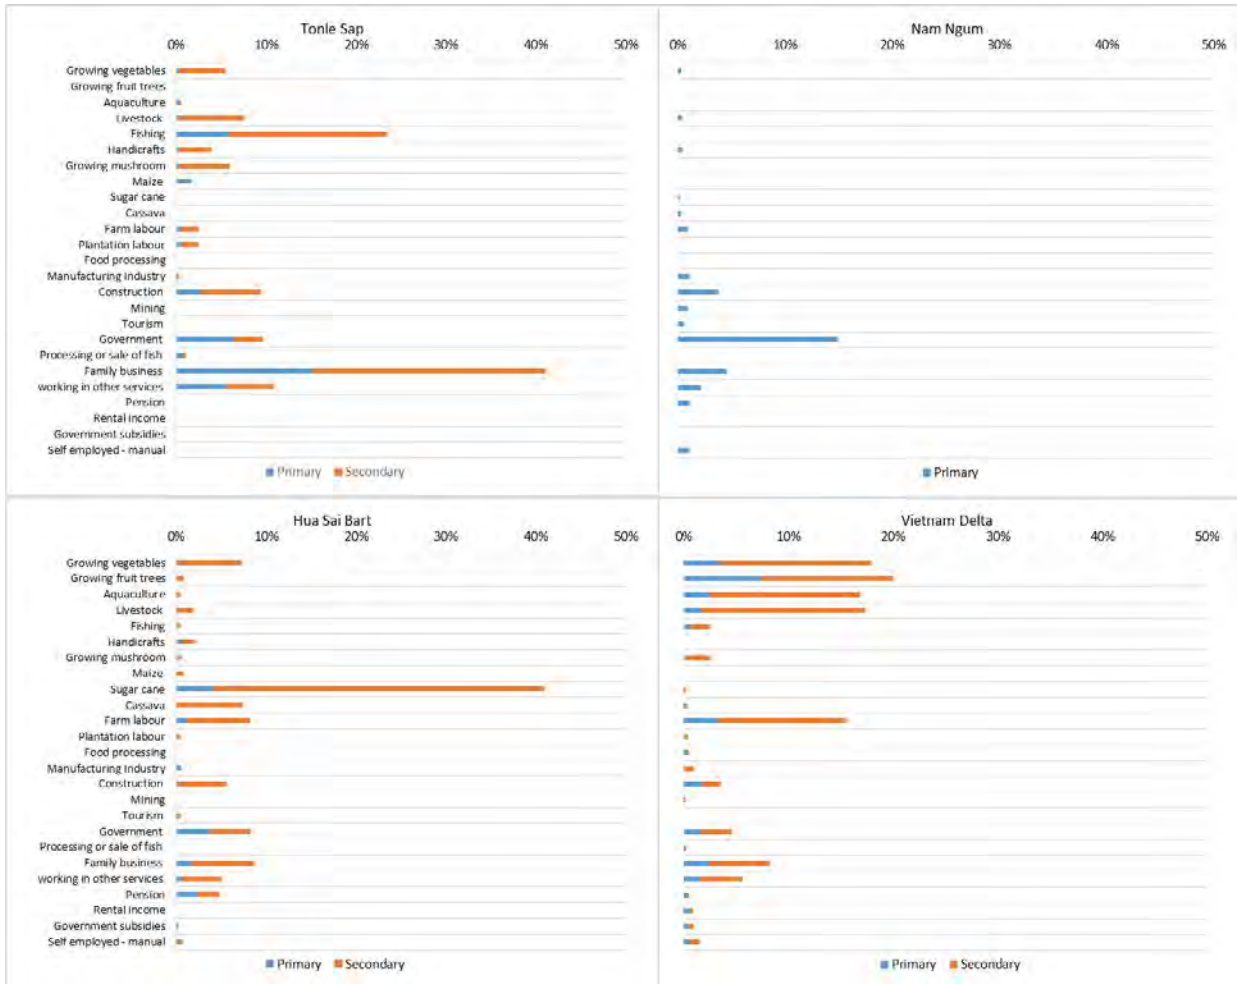 Tonle Sap
0% 10% 20% 30% 40% 50%
Growing vegetables
Growing fruit trees
Aquaculture
Livestock
Fishing
Handicrafts
Growing mushroom
Maize
Sugar cane
Cassava
Farm labour
Plantation labour
Food processing
Manufacturing industry
Construction
Mining
Tourism
Government
Processing or sale of fish
Family business
working in other services
Pension
Rental income
Government subsidies
Self employed - manual
Primary Secondary
Nam Ngum
0% 10% 20% 30% 40% 50%
Primary
Hua Sai Bart
0% 10% 20% 30% 40% 50%
Growing vegetables
Growing fruit trees
Aquaculture
Livestock
Fishing
Handicrafts
Growing mushroom
Maize
Sugar cane
Cassava
Farm labour
Plantation labour
Food processing
Manufacturing industry
Construction
Mining
Tourism
Government
Processing or sale of fish
Family business
working in other services
Pension
Rental income
Government subsidies
Self employed - manual
Primary Secondary
Vietnam Delta
0% 10% 20% 30% 40% 50%
Primary Secondary